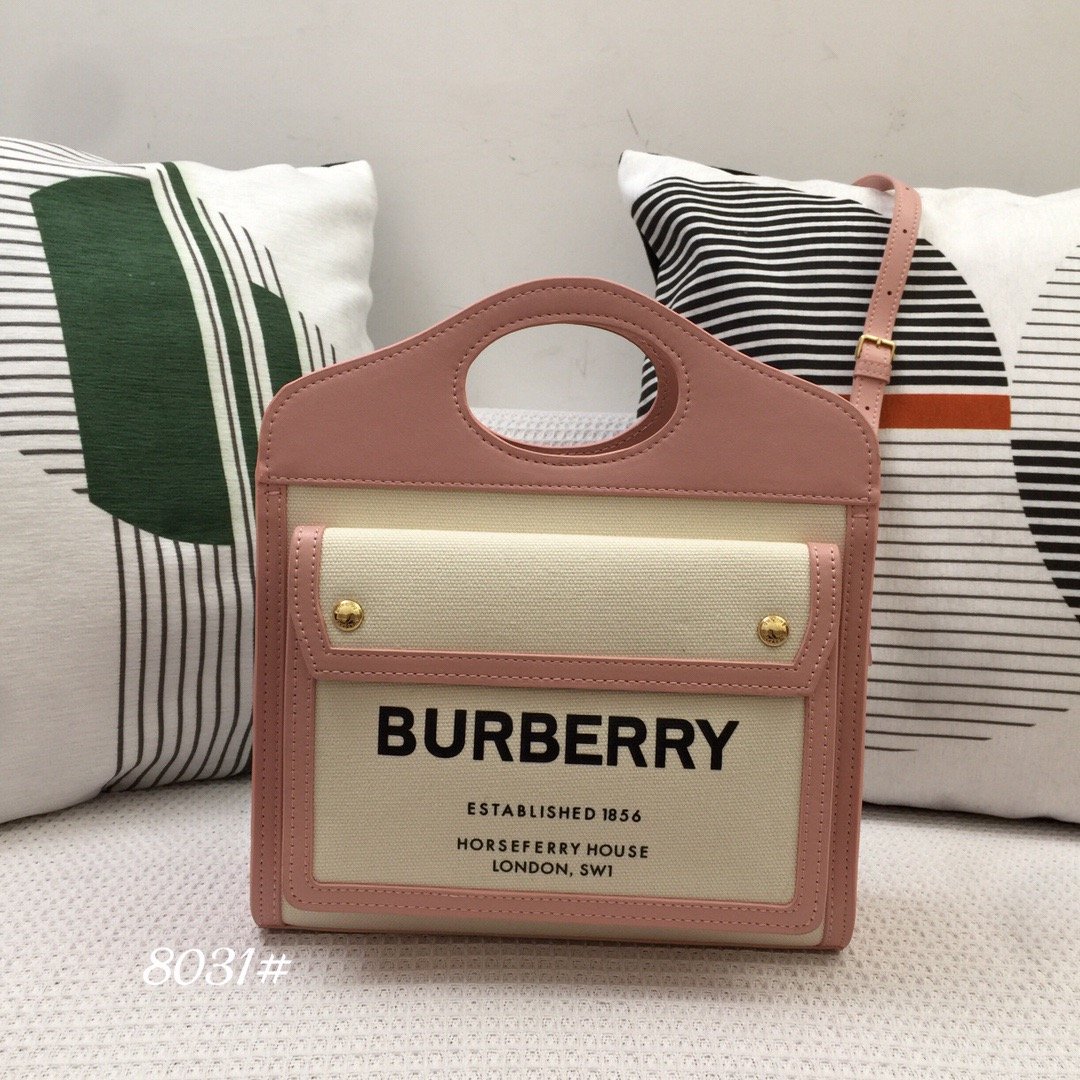 BURBERRY
ESTABLISHED 1856
HORSEFERRY HOUSE
LONDON, SW1
8031#